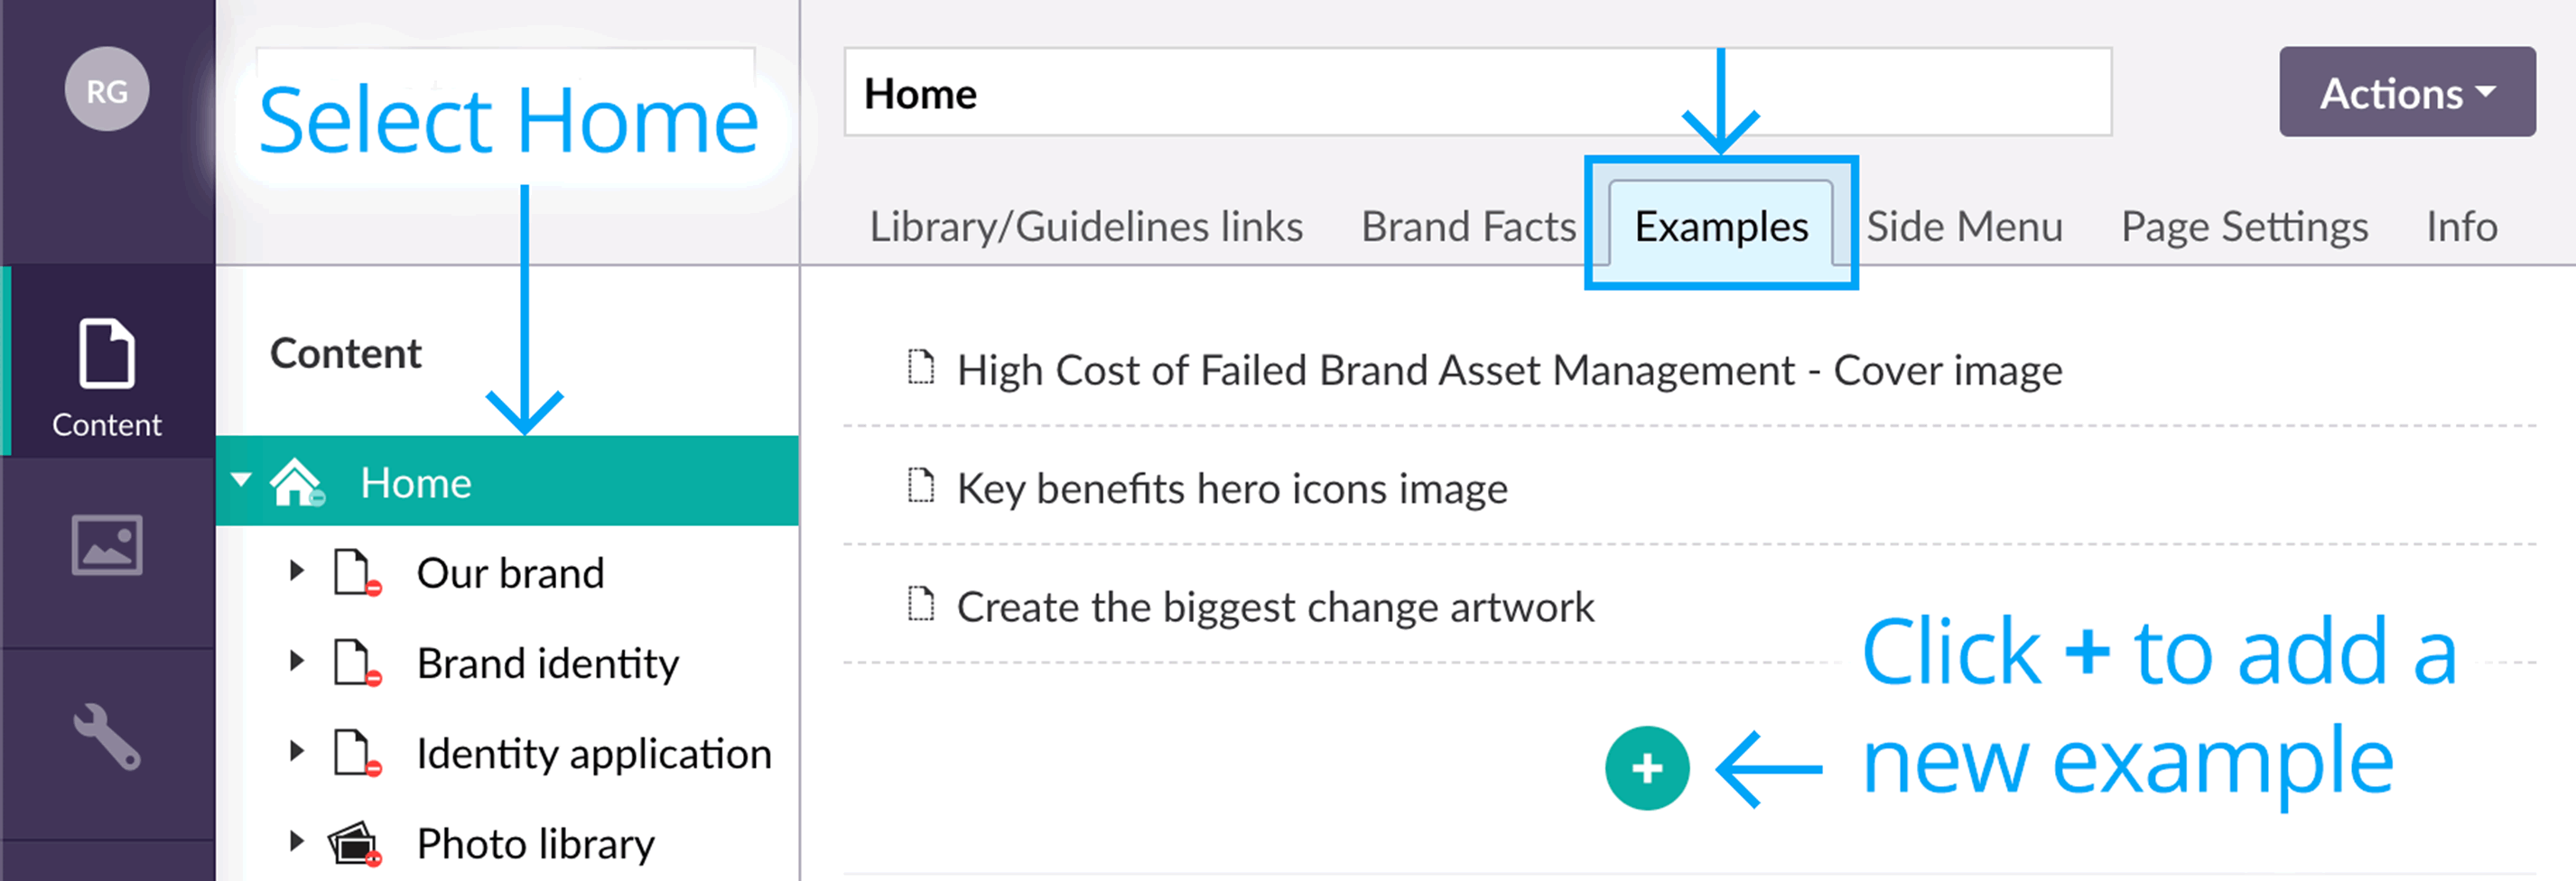 RG
Select Home
Home
Actions
Library/Guidelines links Brand Facts Examples Side Menu Page Settings Info
Content
Content
Home
Our brand
Brand identity
Identity application
Photo library
High Cost of Failed Brand Asset Management - Cover image
Key benefits hero icons image
Create the biggest change artwork
Click + to add a
new example
+